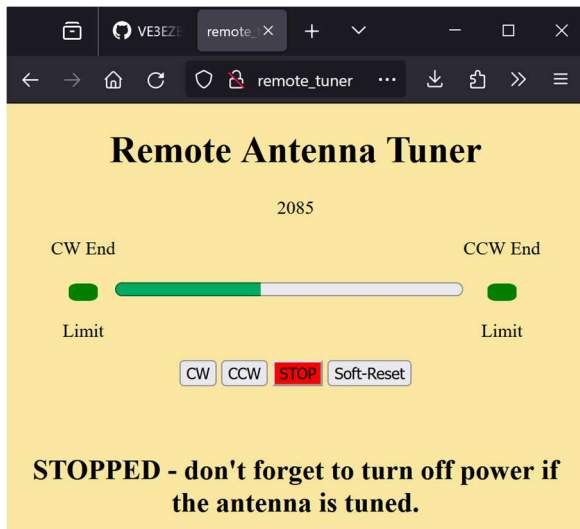 VE3EZ
remote_
remote_tuner
Remote Antenna Tuner
2085
CW End
CCW End
Limit
Limit
CW
CCW
STOP
Soft-Reset
STOPPED - don't forget to turn off power if
the antenna is tuned.